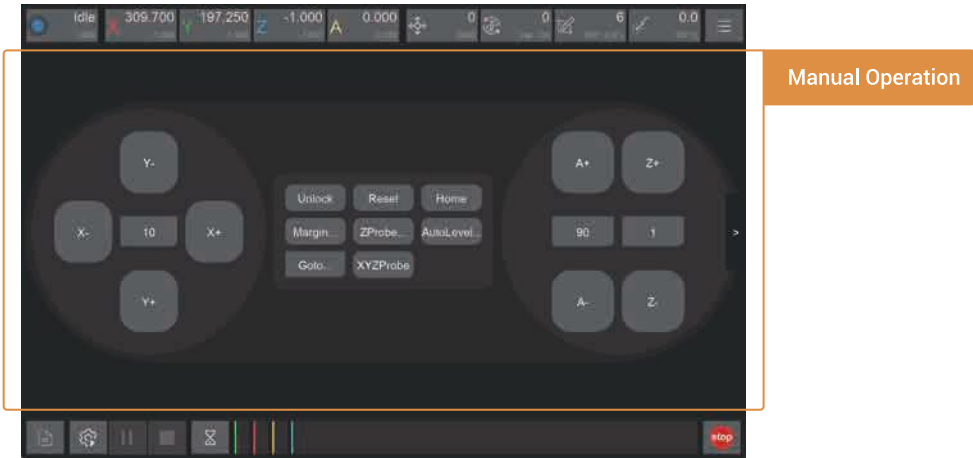 Idle 309.700 197.250 -1.000 0.000 0 0 6 0.0
X Y Z A
Manual Operation
Y- A+ Z+
Unlock Reset Home
X- 10 X+ Margin... ZProbe... AutoLevel... 90 1 >
Goto... XYZProbe
Y+ A- Z-
stop